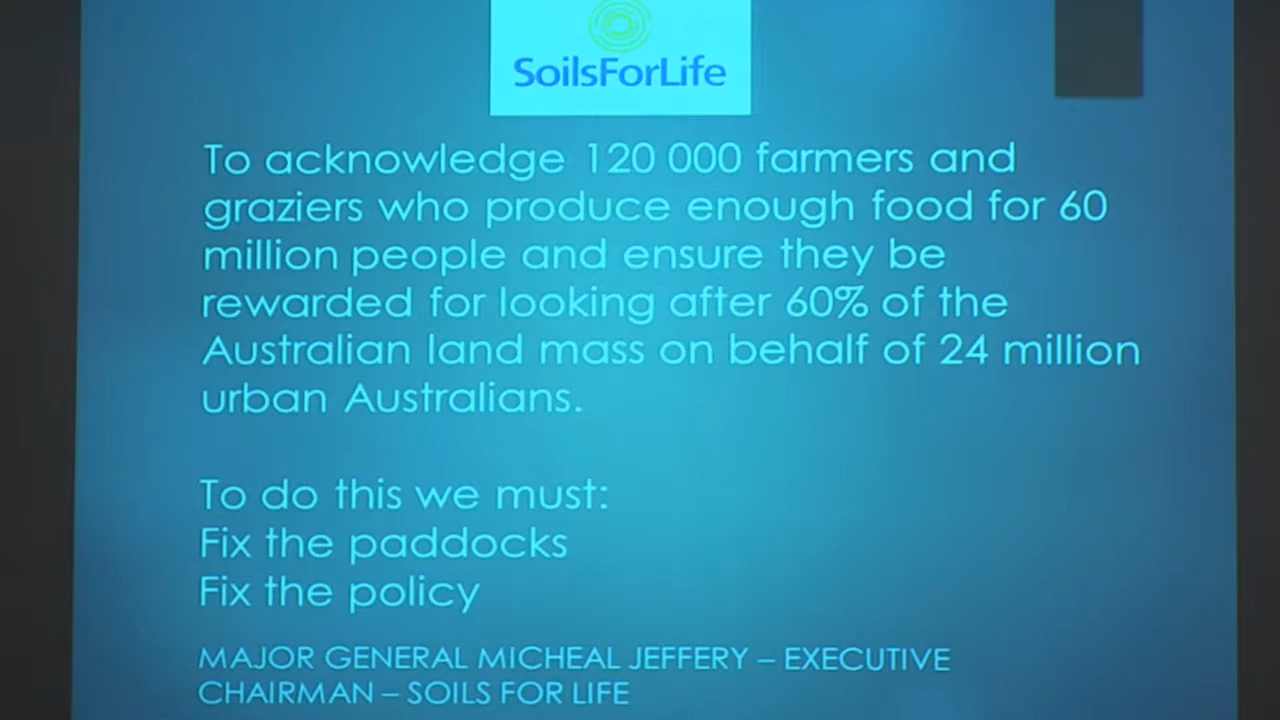 SoilsForLife
To acknowledge 120 000 farmers and
graziers who produce enough food for 60
million people and ensure they be
rewarded for looking after 60% of the
Australian land mass on behalf of 24 million
urban Australians.
To do this we must:
Fix the paddocks
Fix the policy
MAJOR GENERAL MICHEAL JEFFERY – EXECUTIVE
CHAIRMAN – SOILS FOR LIFE